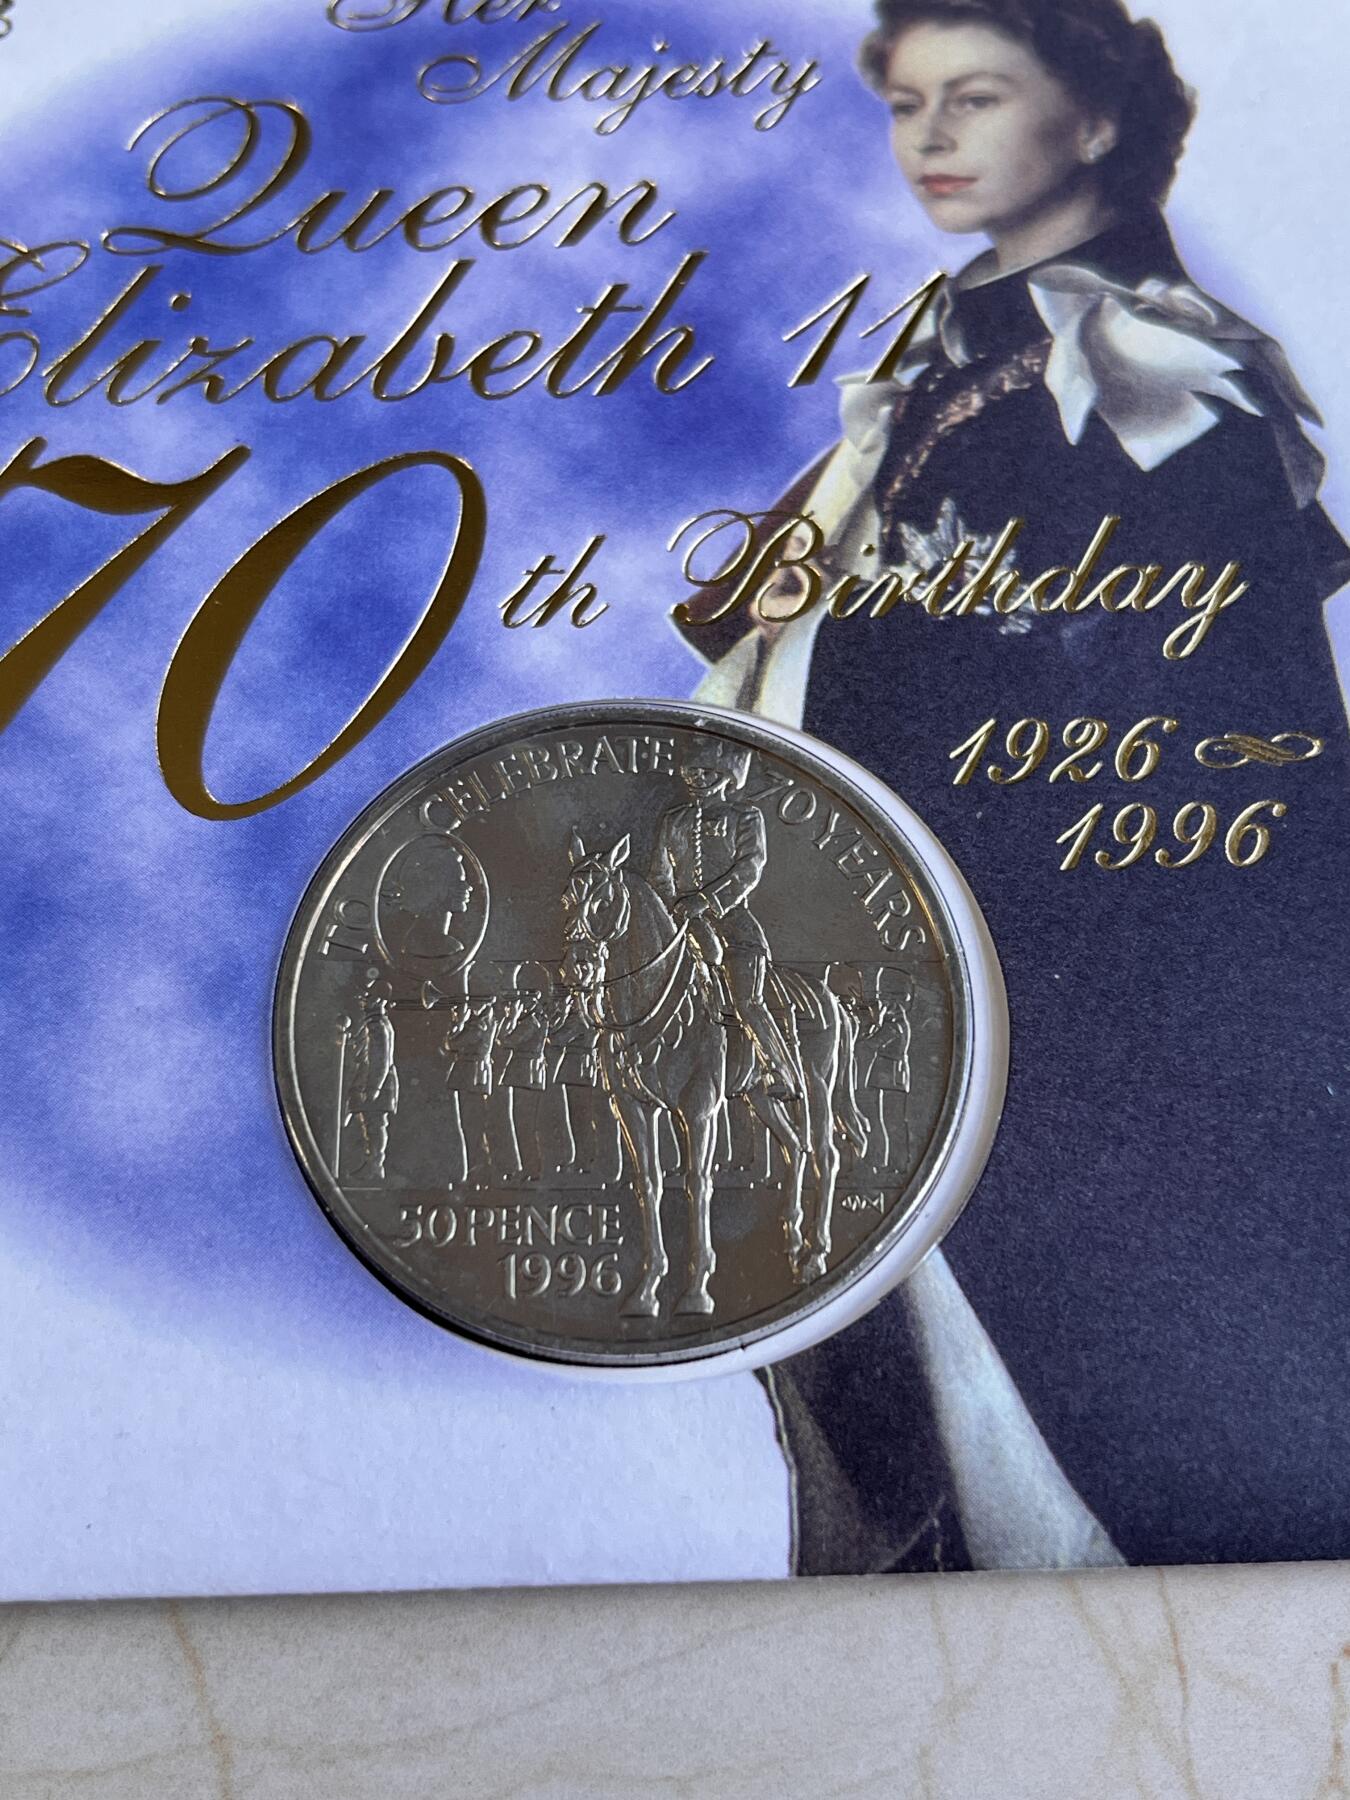 Her
Majesty
Queen
Elizabeth 11
70th Birthday
1926
1996
TO CELEBRATE 70 YEARS
50 PENCE
1996